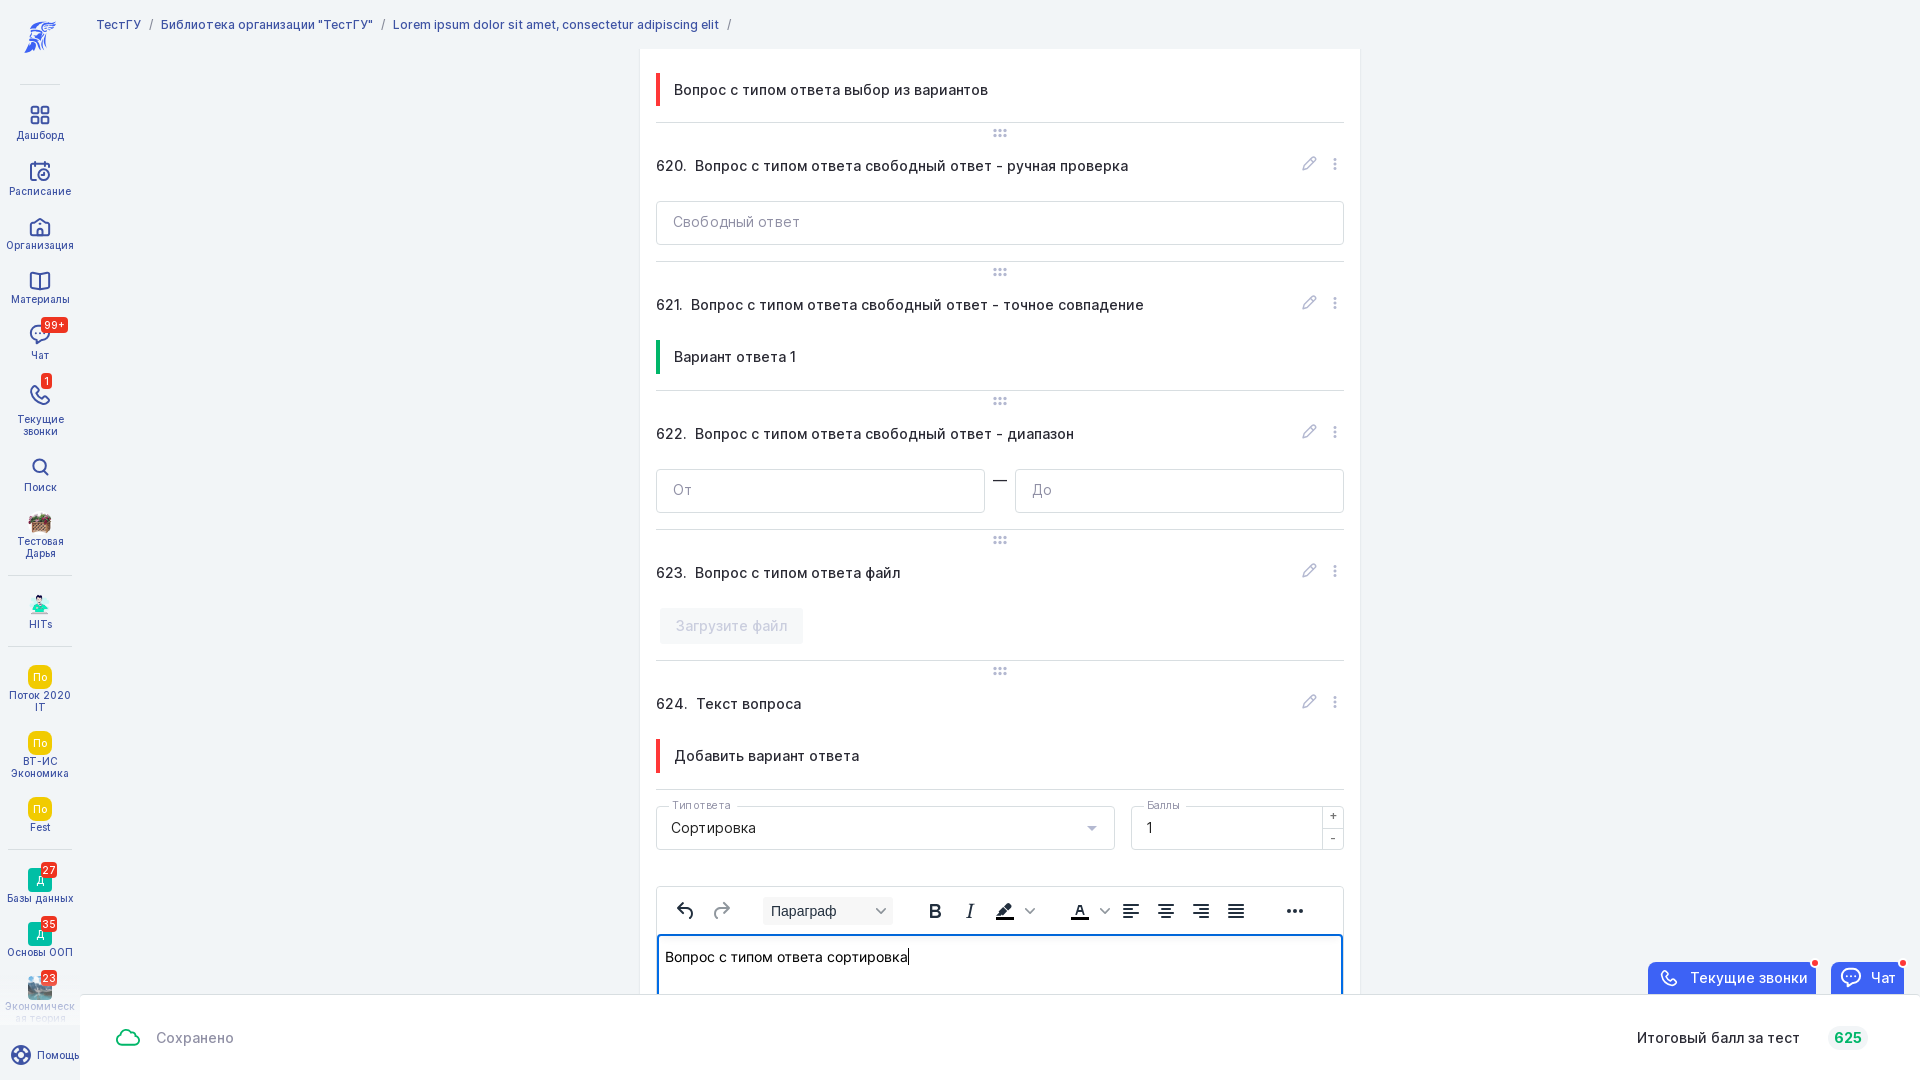 ТестГУ / Библиотека организации "ТестГУ" / Lorem ipsum dolor sit amet, consectetur adipiscing elit /
Дашборд
Расписание
Организация
Материалы
99+
Чат
1
Текущие
звонки
Поиск
Тестовая
Дарья
HITs
По
Поток 2020
IT
По
ВТ-ИС
Экономика
По
Fest
27
Д
Базы данных
35
Д
Основы ООП
23
Экономическ
ая теория
Помощь
Вопрос с типом ответа выбор из вариантов
620. Вопрос с типом ответа свободный ответ - ручная проверка
Свободный ответ
621. Вопрос с типом ответа свободный ответ - точное совпадение
Вариант ответа 1
622. Вопрос с типом ответа свободный ответ - диапазон
От — До
623. Вопрос с типом ответа файл
Загрузите файл
624. Текст вопроса
Добавить вариант ответа
Тип ответа
Сортировка
Баллы
1
+
-
Параграф B I A
Вопрос с типом ответа сортировка
Текущие звонки
Чат
Сохранено
Итоговый балл за тест 625